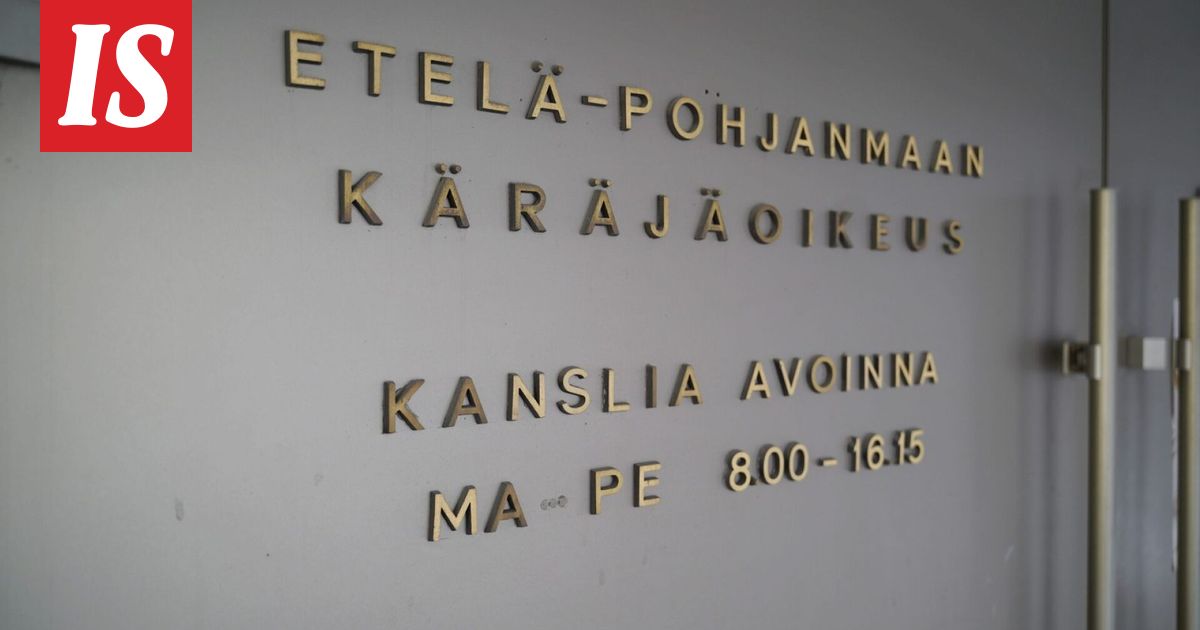 IS
ETELÄ-POHJANMAAN
KÄRÄJÄOIKEUS
KANSLIA AVOINNA
MA PE 8.00-16.15